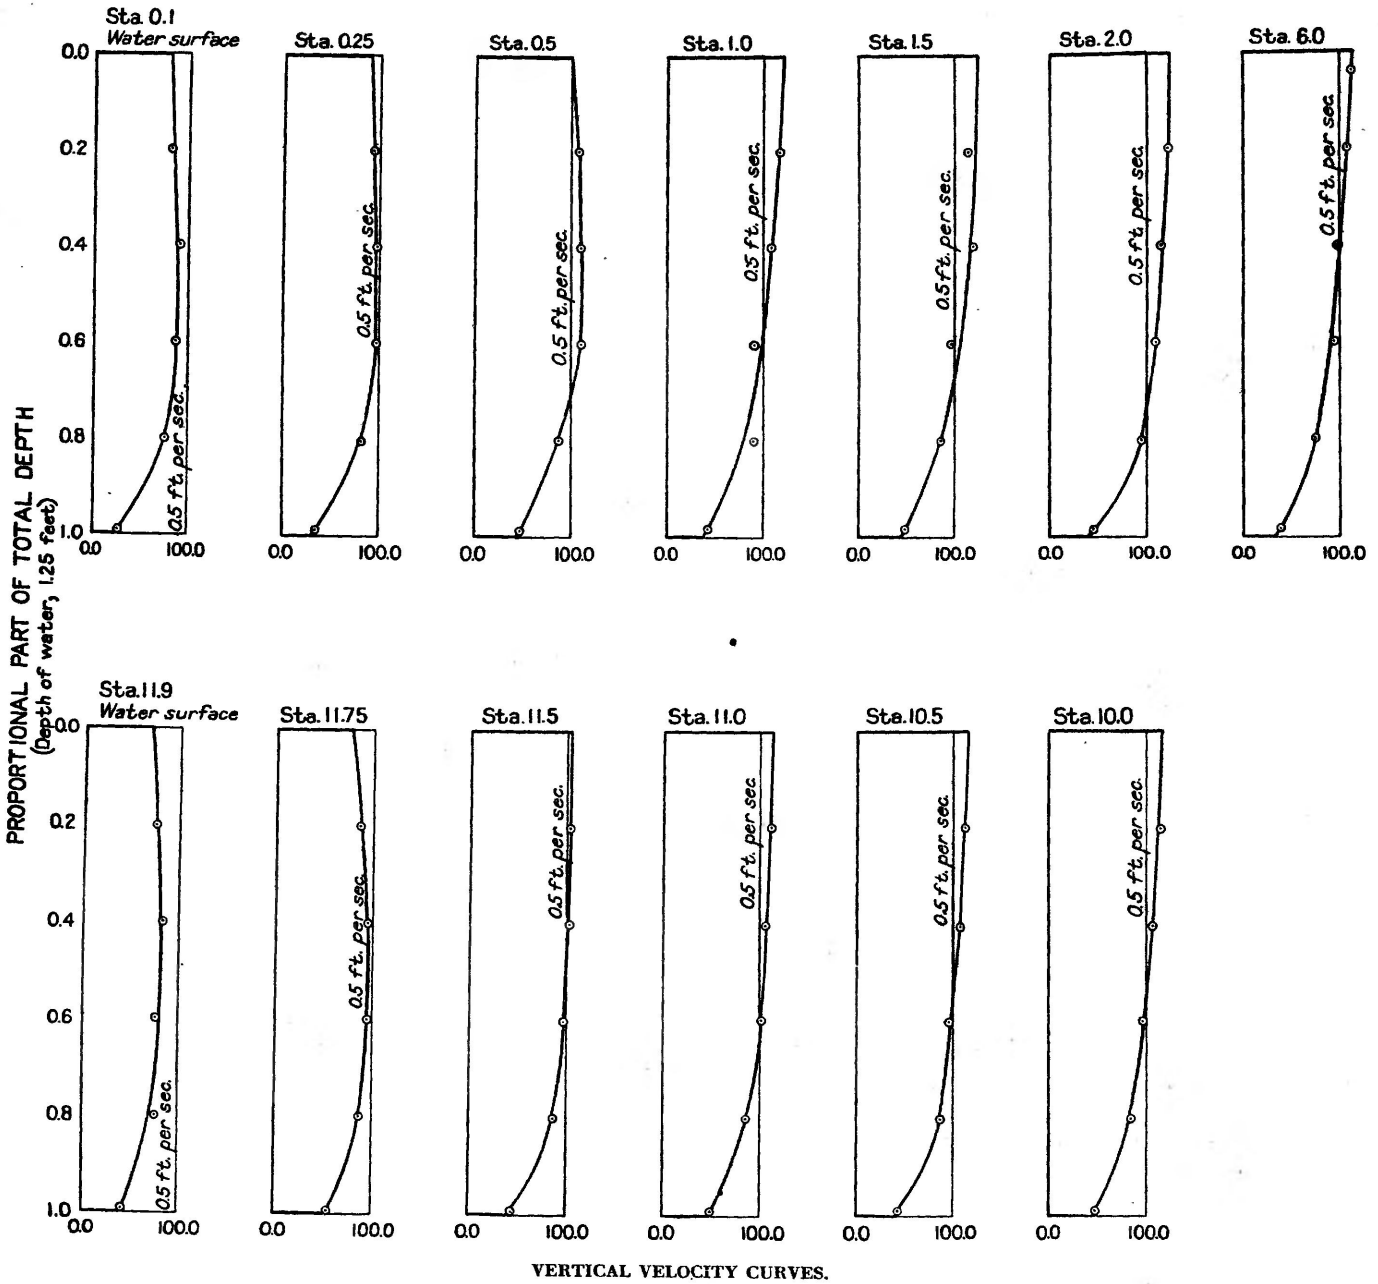 Sta. 0.1
Water surface
Sta. 0.25
Sta. 0.5
Sta. 1.0
Sta. 1.5
Sta. 2.0
Sta. 6.0
0.0
0.2
0.4
0.6
0.8
1.0
0.5 ft. per sec.
0.5 ft. per sec.
0.5 ft. per sec.
0.5 ft. per sec.
0.5 ft. per sec.
0.5 ft. per sec.
0.5 ft. per sec.
0.0 100.0
0.0 100.0
0.0 1000.0
0.0 100.0
0.0 100.0
0.0 100.0
0.0 100.0
PROPORTIONAL PART OF TOTAL DEPTH
(Depth of water, 1.25 feet)
Sta. 11.9
Water surface
Sta. 11.75
Sta. 11.5
Sta. 11.0
Sta. 10.5
Sta. 10.0
0.0
0.2
0.4
0.6
0.8
1.0
0.5 ft. per sec.
0.5 ft. per sec.
0.5 ft. per sec.
0.5 ft. per sec.
0.5 ft. per sec.
0.5 ft. per sec.
0.0 100.0
0.0 100.0
0.0 100.0
0.0 100.0
0.0 100.0
0.0 100.0
VERTICAL VELOCITY CURVES.